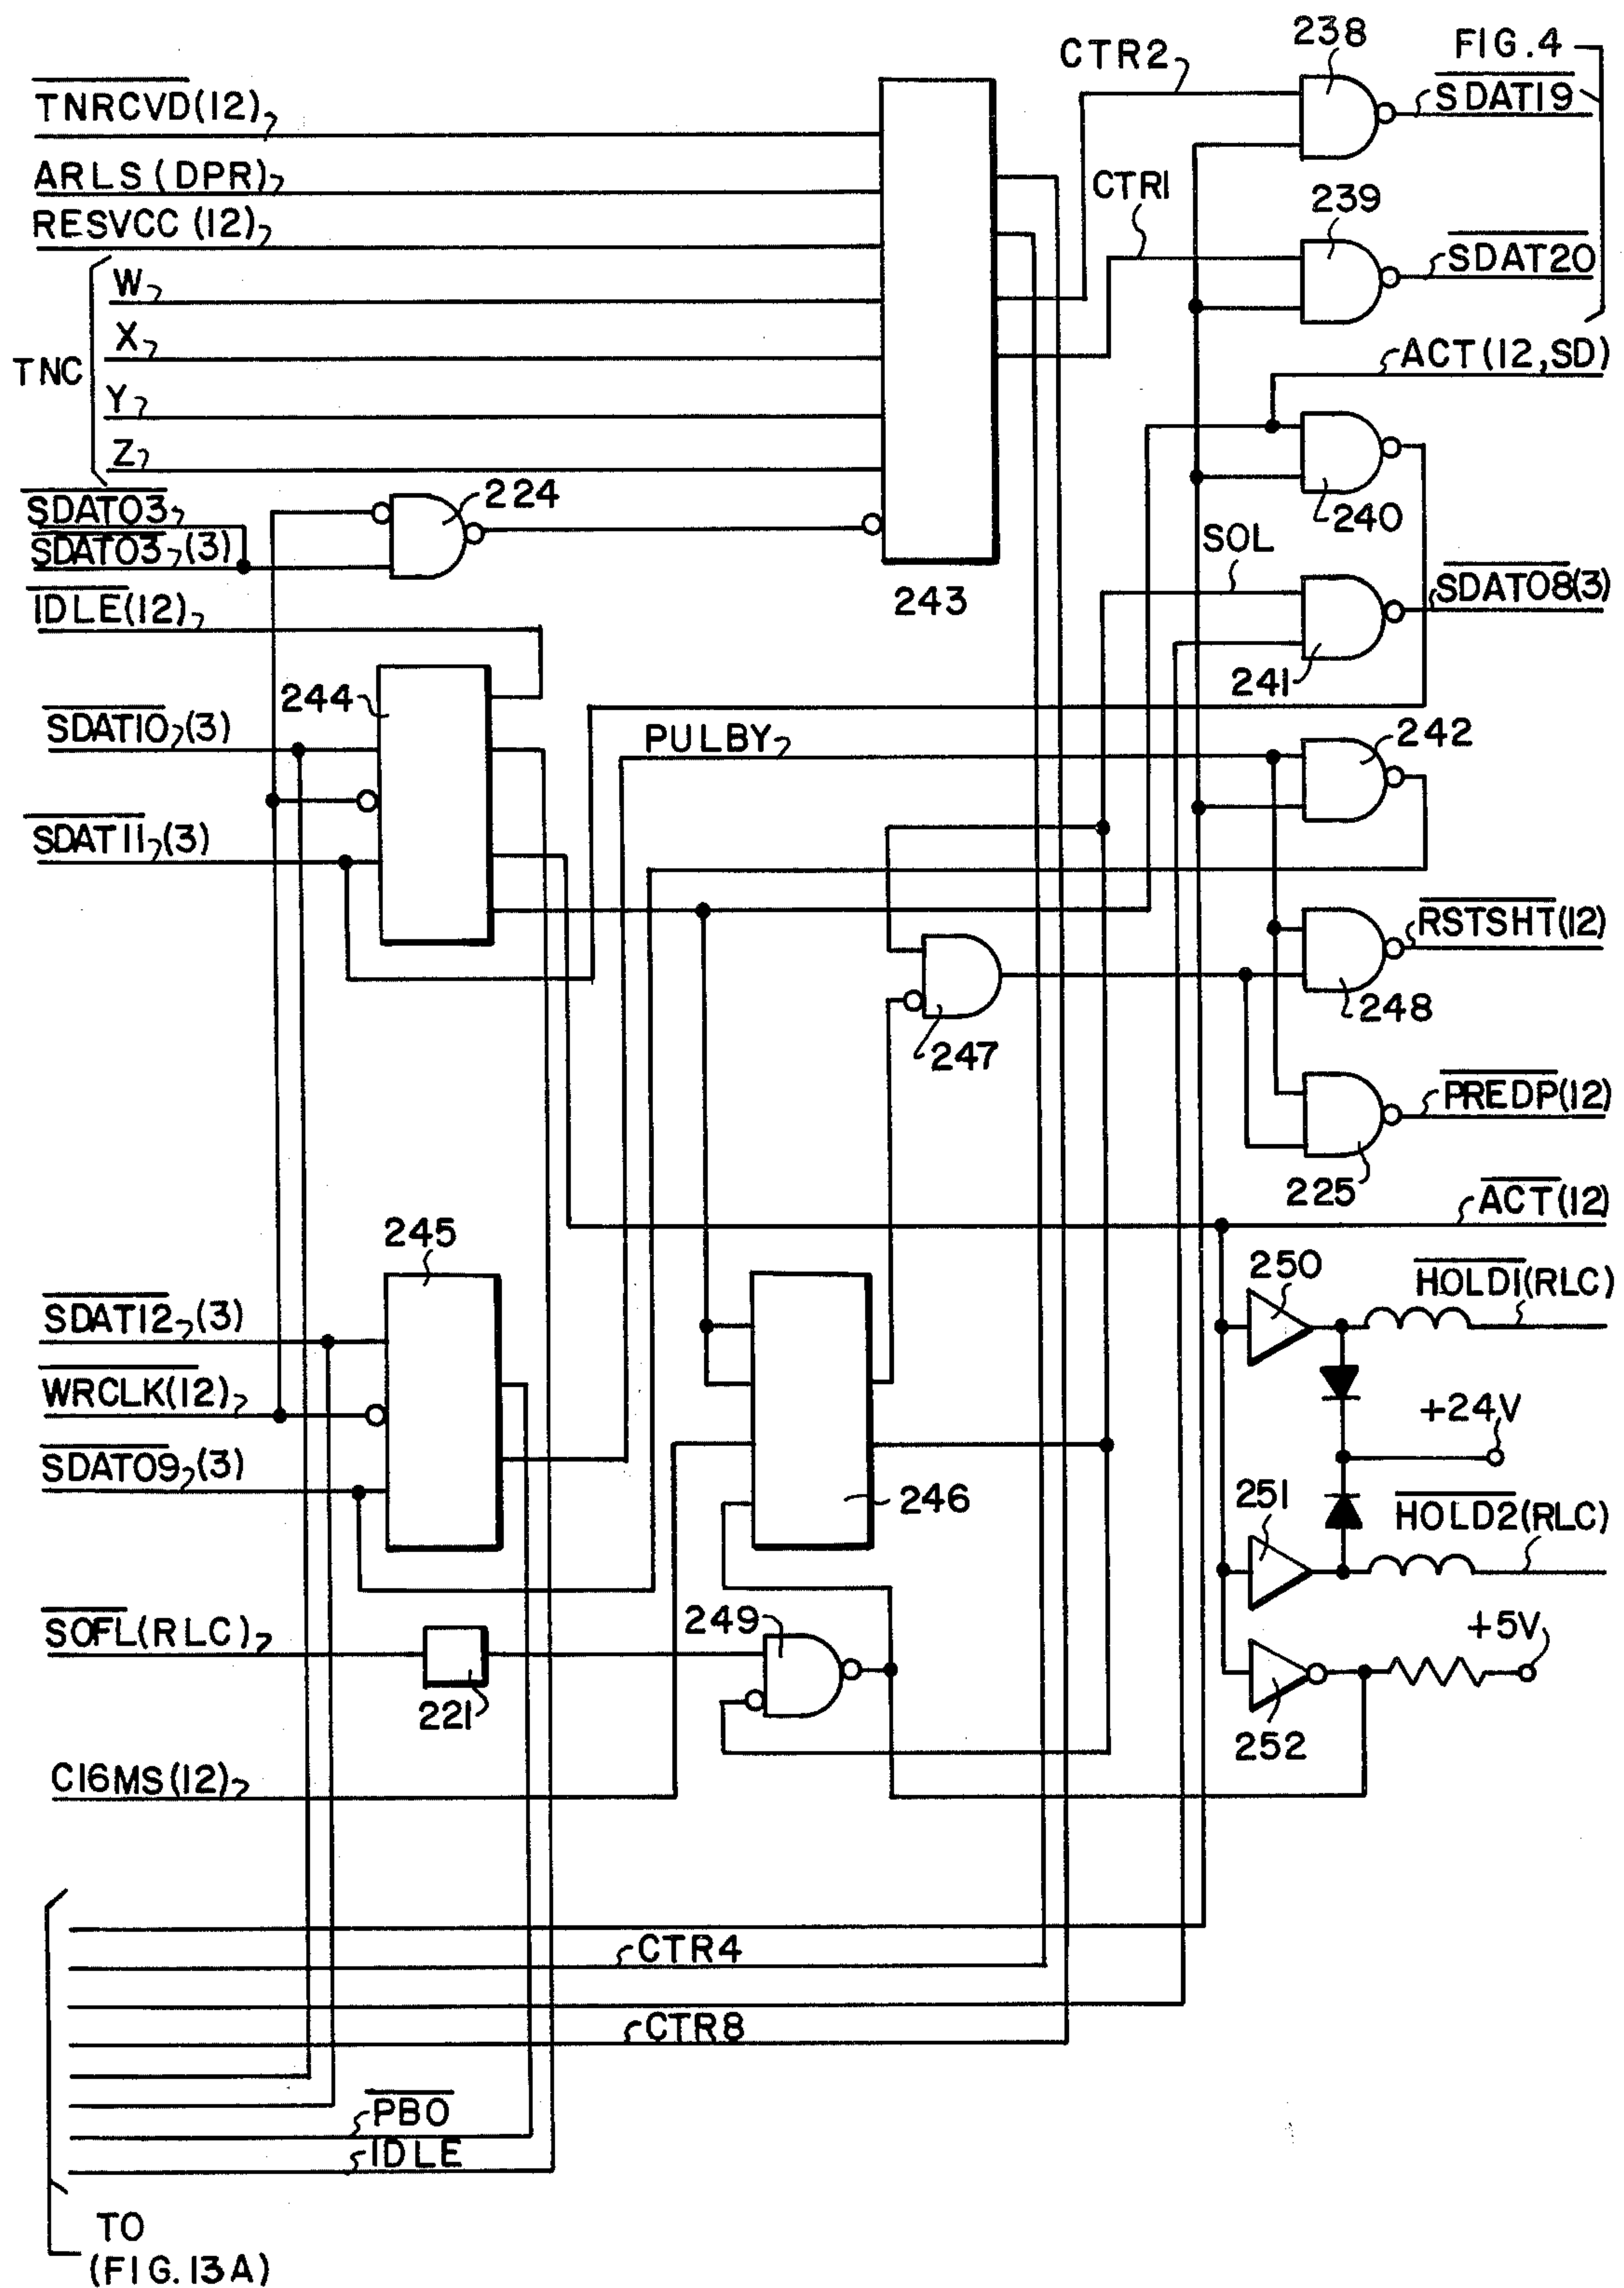 238
FIG.4
CTR2
SDAT19
TNRCVD(12)
ARLS(DPR)
CTR1
239
RESVCC(12)
SDAT20
W
X
TNC
ACT(12,SD)
Y
Z
SDAT03
224
240
SDAT03(3)
SOL
IDLE(12)
243
SDAT08(3)
244
241
SDAT10(3)
PULBY
242
SDAT11(3)
RSTSHT(12)
248
247
PREDP(12)
225
ACT(12)
245
250
HOLD1(RLC)
SDAT12(3)
WRCLK(12)
+24V
SDAT09(3)
246
251
HOLD2(RLC)
SOFL(RLC)
249
+5V
221
252
C16MS(12)
CTR4
CTR8
PBO
IDLE
TO
(FIG.13A)